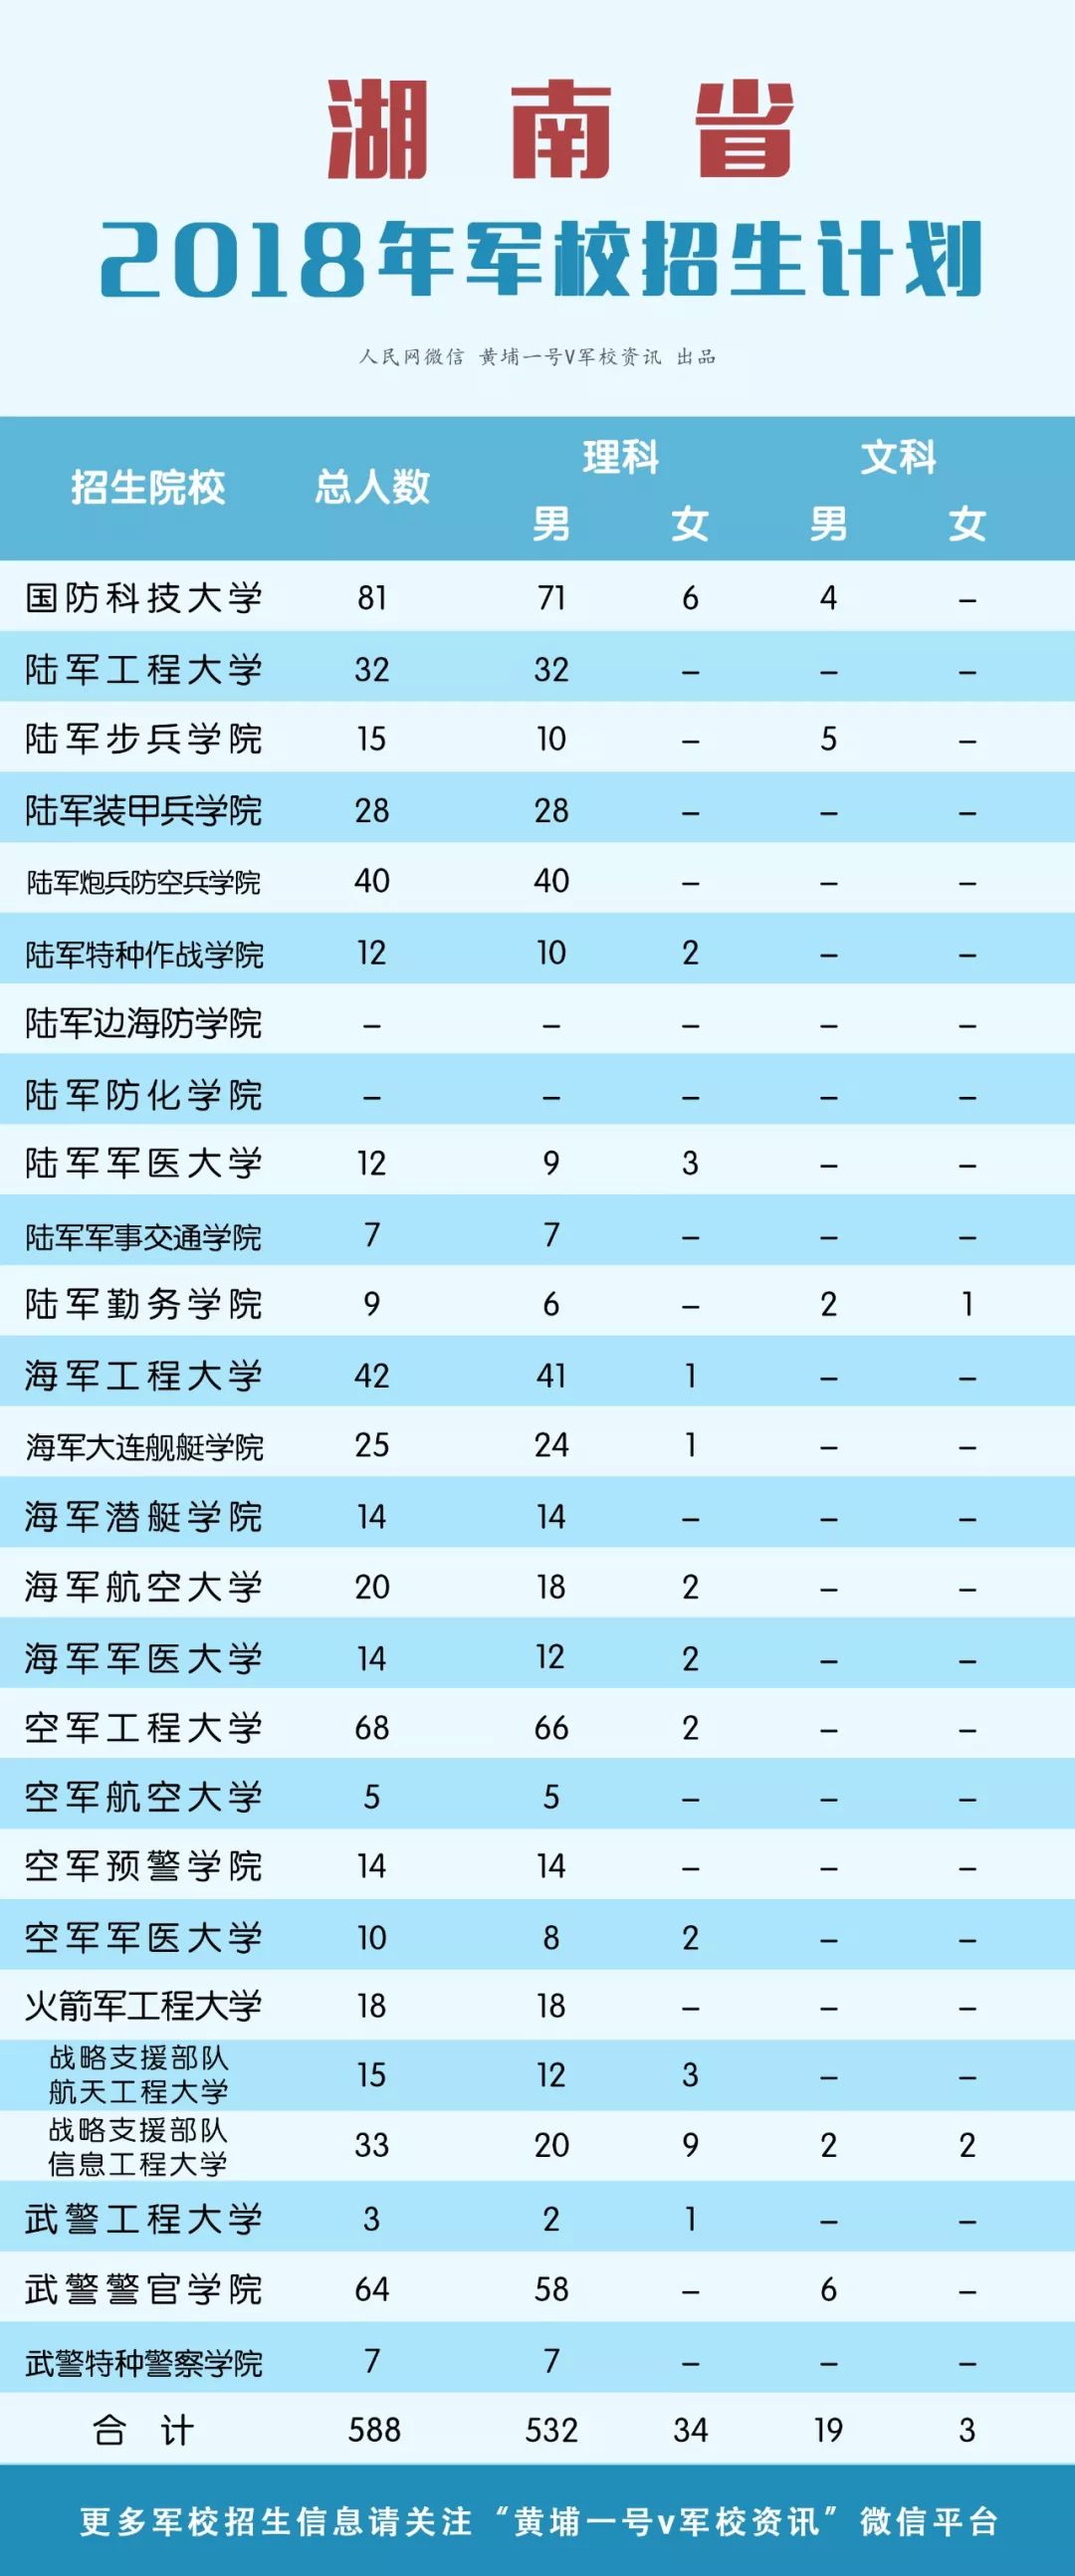 湖南省
2018年军校招生计划
人民网微信 黄埔一号V军校资讯 出品
招生院校 总人数 理科 文科
男 女 男 女
国防科技大学 81 71 6 4 –
陆军工程大学 32 32 – – –
陆军步兵学院 15 10 – 5 –
陆军装甲兵学院 28 28 – – –
陆军炮兵防空兵学院 40 40 – – –
陆军特种作战学院 12 10 2 – –
陆军边海防学院 – – – – –
陆军防化学院 – – – – –
陆军军医大学 12 9 3 – –
陆军军事交通学院 7 7 – – –
陆军勤务学院 9 6 – 2 1
海军工程大学 42 41 1 – –
海军大连舰艇学院 25 24 1 – –
海军潜艇学院 14 14 – – –
海军航空大学 20 18 2 – –
海军军医大学 14 12 2 – –
空军工程大学 68 66 2 – –
空军航空大学 5 5 – – –
空军预警学院 14 14 – – –
空军军医大学 10 8 2 – –
火箭军工程大学 18 18 – – –
战略支援部队
航天工程大学 15 12 3 – –
战略支援部队
信息工程大学 33 20 9 2 2
武警工程大学 3 2 1 – –
武警警官学院 64 58 – 6 –
武警特种警察学院 7 7 – – –
合 计 588 532 34 19 3
更多军校招生信息请关注“黄埔一号v军校资讯”微信平台